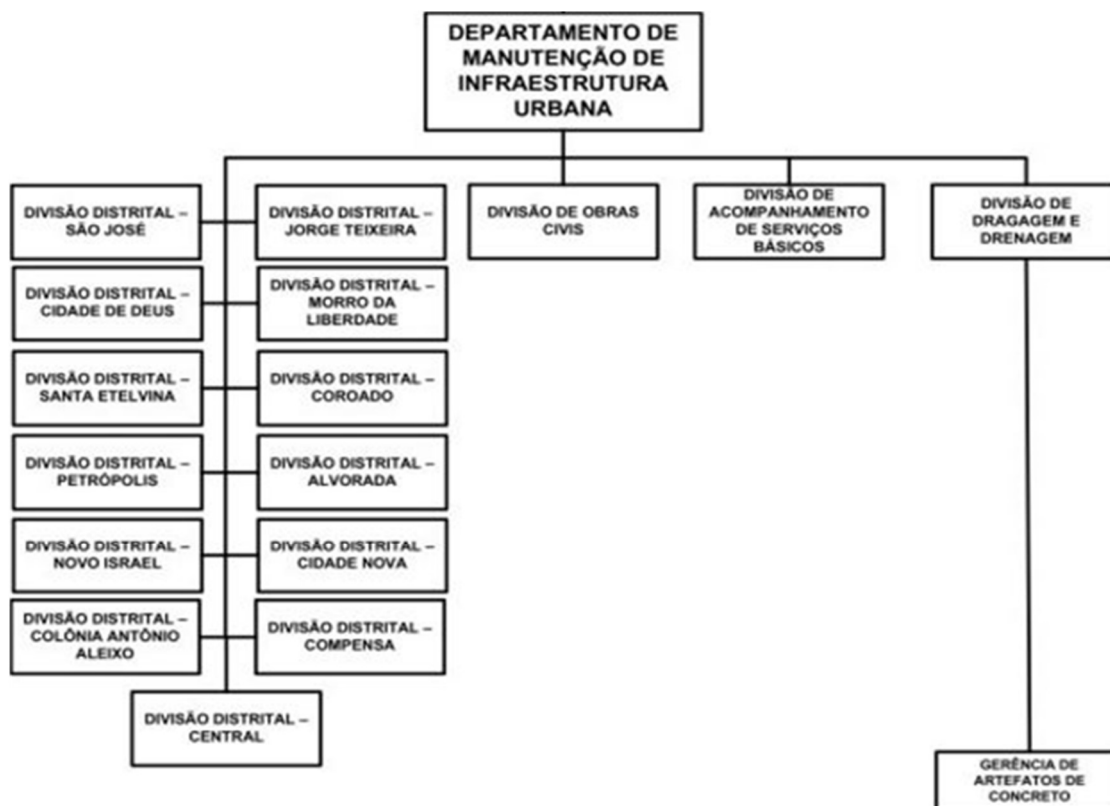 DEPARTAMENTO DE
MANUTENÇÃO DE
INFRAESTRUTURA
URBANA
DIVISÃO DISTRITAL –
SÃO JOSÉ
DIVISÃO DISTRITAL –
JORGE TEIXEIRA
DIVISÃO DE OBRAS
CIVIS
DIVISÃO DE
ACOMPANHAMENTO
DE SERVIÇOS
BÁSICOS
DIVISÃO DE
DRAGAGEM E
DRENAGEM
DIVISÃO DISTRITAL –
CIDADE DE DEUS
DIVISÃO DISTRITAL –
MORRO DA
LIBERDADE
DIVISÃO DISTRITAL –
SANTA ETELVINA
DIVISÃO DISTRITAL –
COROADO
DIVISÃO DISTRITAL –
PETRÓPOLIS
DIVISÃO DISTRITAL –
ALVORADA
DIVISÃO DISTRITAL –
NOVO ISRAEL
DIVISÃO DISTRITAL –
CIDADE NOVA
DIVISÃO DISTRITAL –
COLÔNIA ANTÔNIO
ALEIXO
DIVISÃO DISTRITAL –
COMPENSA
DIVISÃO DISTRITAL –
CENTRAL
GERÊNCIA DE
ARTEFATOS DE
CONCRETO